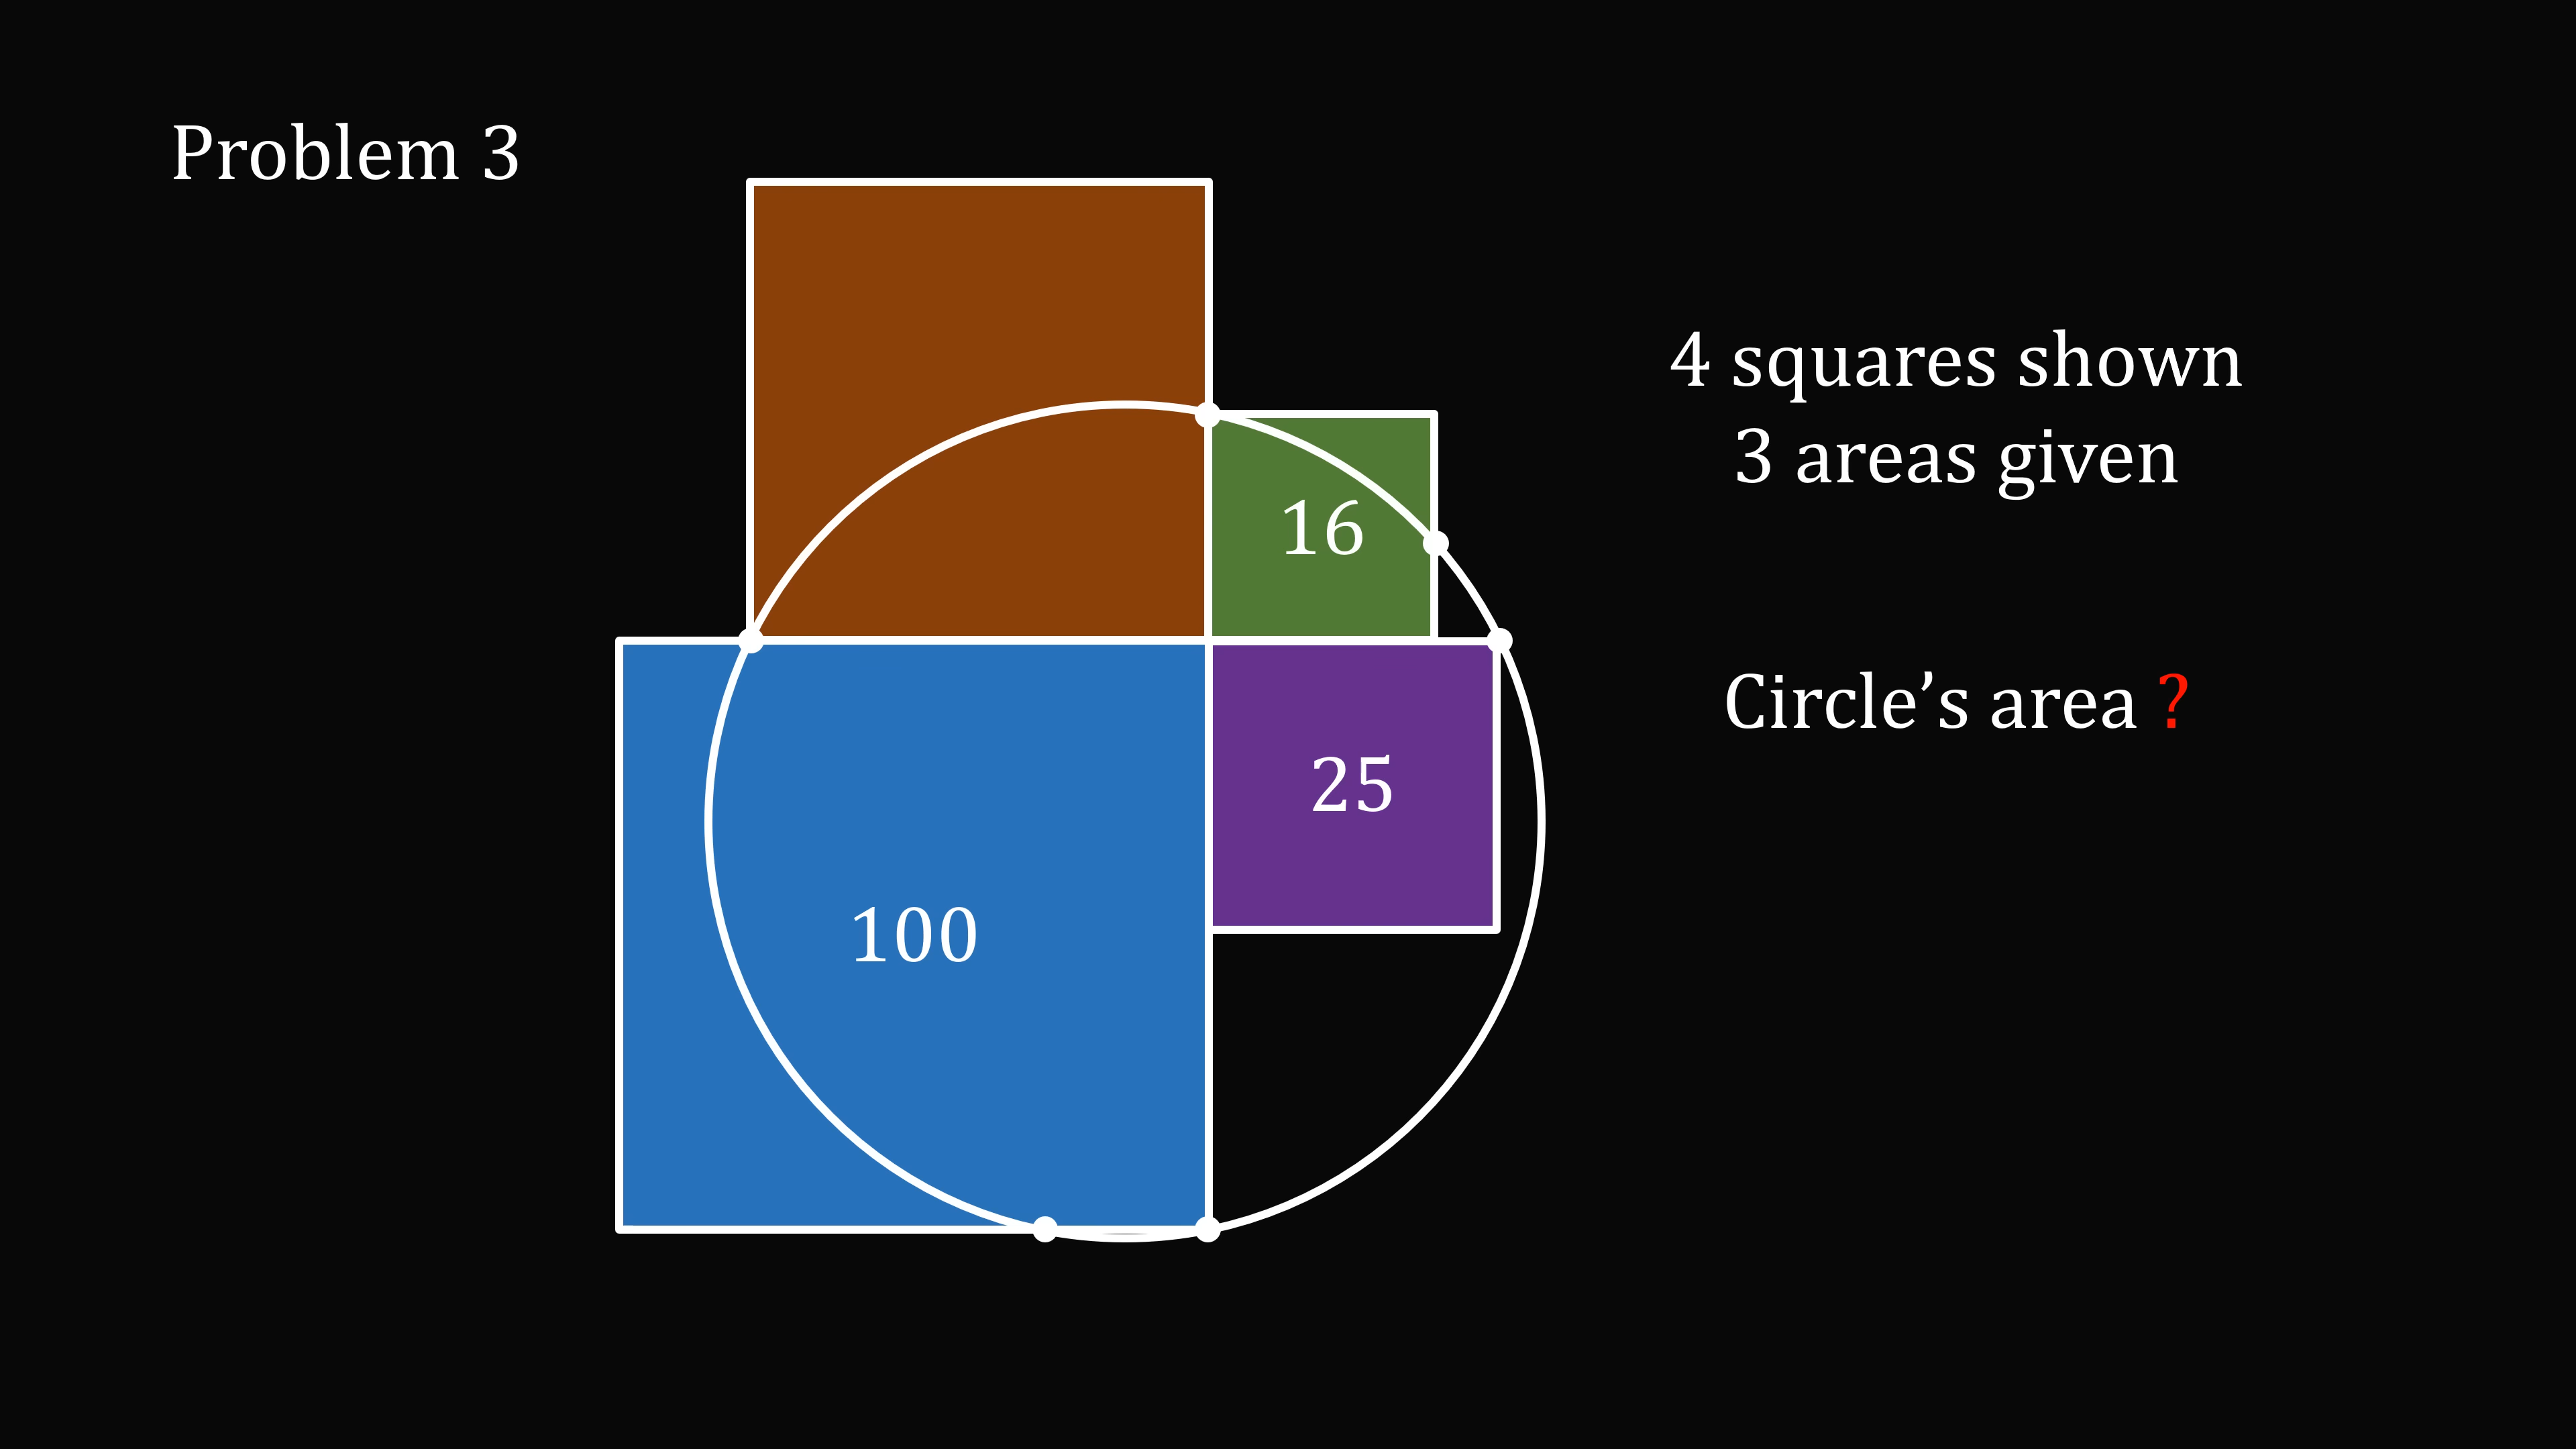 Problem 3
4 squares shown
3 areas given
16
Circle’s area ?
25
100